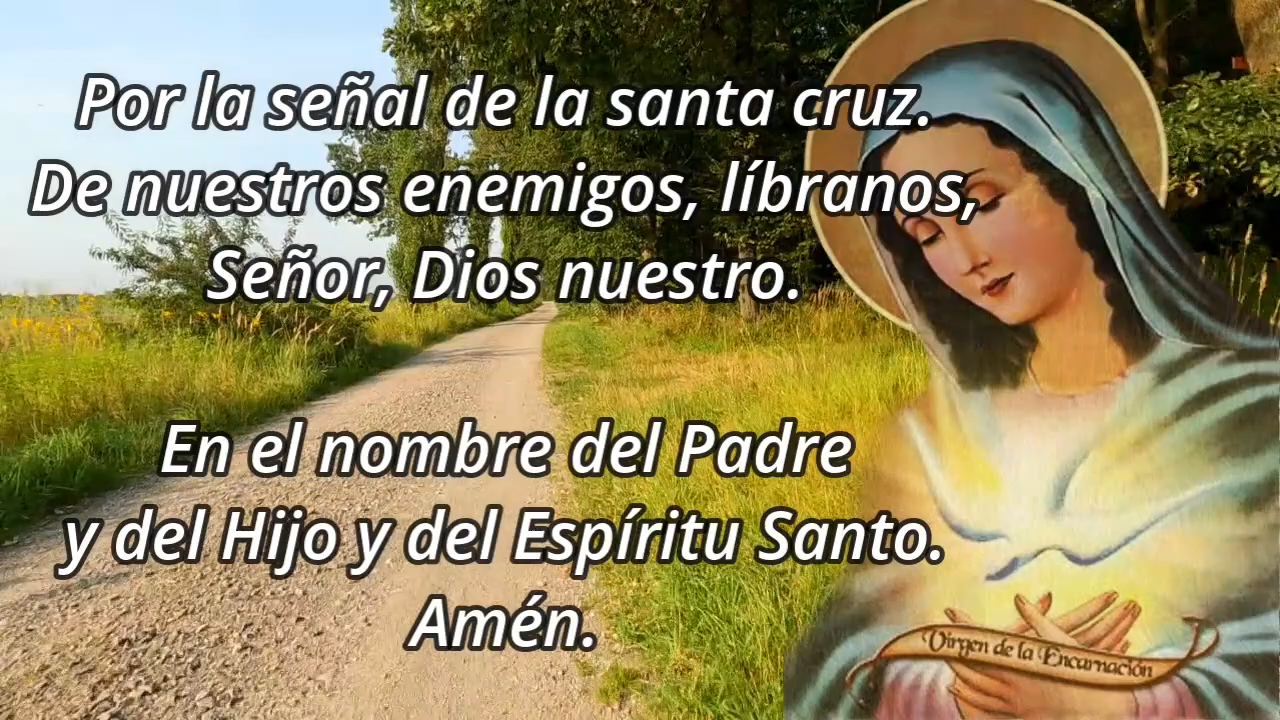 Por la señal de la santa cruz.
De nuestros enemigos, líbranos,
Señor, Dios nuestro.
En el nombre del Padre
y del Hijo y del Espíritu Santo.
Amén.
Virgen de la Encarnación